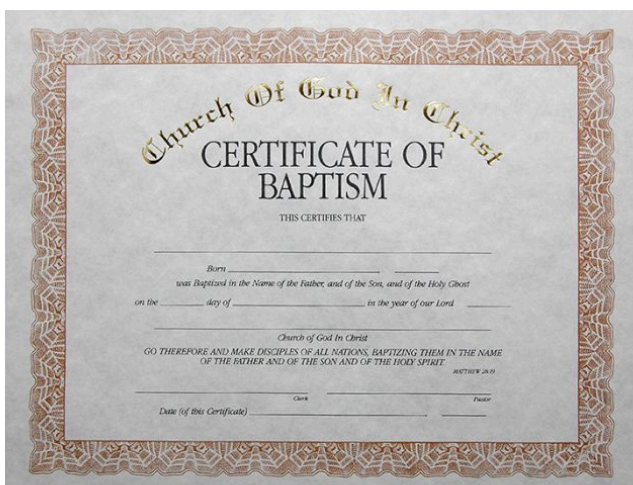 Church Of God In Christ
CERTIFICATE OF
BAPTISM
THIS CERTIFIES THAT
Born
was Baptized in the Name of the Father, and of the Son, and of the Holy Ghost
on the day of in the year of our Lord
Church of God In Christ
GO THEREFORE AND MAKE DISCIPLES OF ALL NATIONS, BAPTIZING THEM IN THE NAME
OF THE FATHER AND OF THE SON AND OF THE HOLY SPIRIT.
MATTHEW 28:19
Clerk Pastor
Date (of this Certificate)